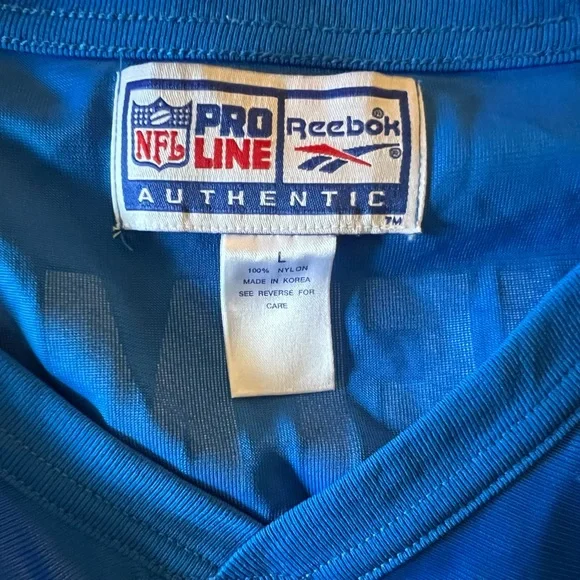 NFL
PRO LINE
Reebok®
®
AUTHENTIC
TM
L
100% NYLON
MADE IN KOREA
SEE REVERSE FOR
CARE